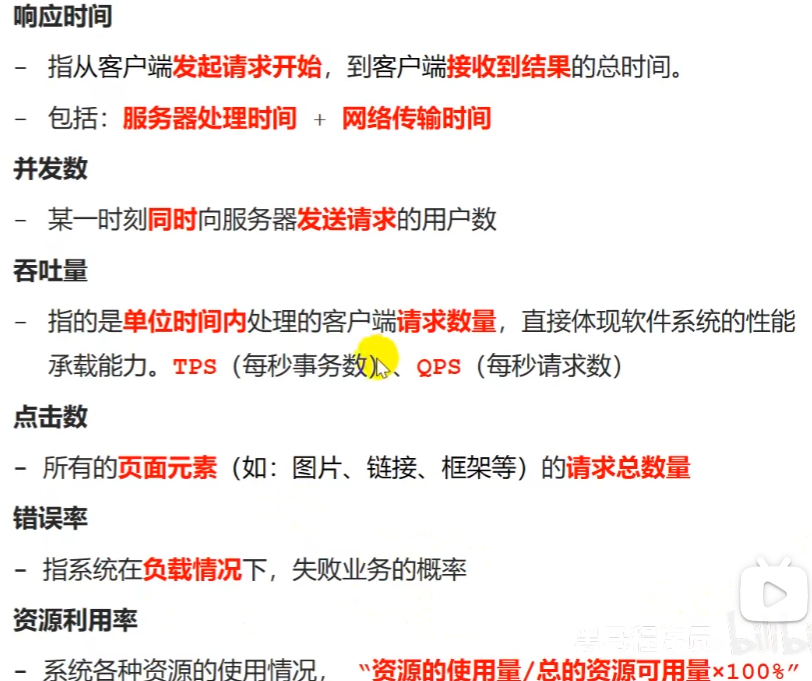 响应时间
– 指从客户端发起请求开始，到客户端接收到结果的总时间。
– 包括：服务器处理时间 + 网络传输时间
并发数
– 某一时刻同时向服务器发送请求的用户数
吞吐量
– 指的是单位时间内处理的客户端请求数量，直接体现软件系统的性能
承载能力。TPS（每秒事务数）、QPS（每秒请求数）
点击数
– 所有的页面元素（如：图片、链接、框架等）的请求总数量
错误率
– 指系统在负载情况下，失败业务的概率
资源利用率
– 系统各种资源的使用情况，“资源的使用量/总的资源可用量×100%”